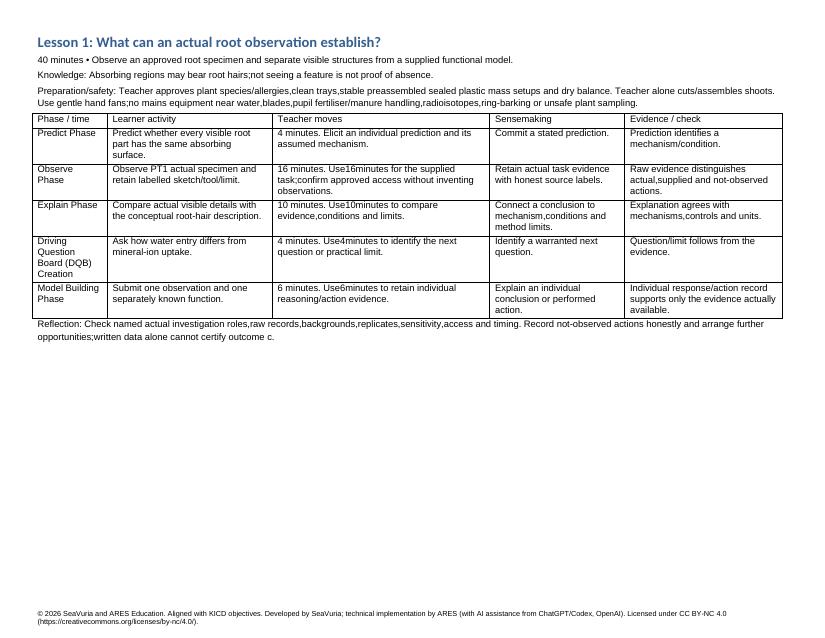 Lesson 1: What can an actual root observation establish?
40 minutes • Observe an approved root specimen and separate visible structures from a supplied functional model.
Knowledge: Absorbing regions may bear root hairs;not seeing a feature is not proof of absence.
Preparation/safety: Teacher approves plant species/allergies,clean trays,stable preassembled sealed plastic mass setups and dry balance. Teacher alone cuts/assembles shoots.
Use gentle hand fans;no mains equipment near water,blades,pupil fertiliser/manure handling,radioisotopes,ring-barking or unsafe plant sampling.
Phase / time
Learner activity
Teacher moves
Sensemaking
Evidence / check
Predict Phase
Predict whether every visible root
part has the same absorbing
surface.
4 minutes. Elicit an individual prediction and its
assumed mechanism.
Commit a stated prediction.
Prediction identifies a
mechanism/condition.
Observe
Phase
Observe PT1 actual specimen and
retain labelled sketch/tool/limit.
16 minutes. Use16minutes for the supplied
task;confirm approved access without inventing
observations.
Retain actual task evidence
with honest source labels.
Raw evidence distinguishes
actual,supplied and not-observed
actions.
Explain Phase
Compare actual visible details with
the conceptual root-hair description.
10 minutes. Use10minutes to compare
evidence,conditions and limits.
Connect a conclusion to
mechanism,conditions and
method limits.
Explanation agrees with
mechanisms,controls and units.
Driving
Question
Board (DQB)
Creation
Ask how water entry differs from
mineral-ion uptake.
4 minutes. Use4minutes to identify the next
question or practical limit.
Identify a warranted next
question.
Question/limit follows from the
evidence.
Model Building
Phase
Submit one observation and one
separately known function.
6 minutes. Use6minutes to retain individual
reasoning/action evidence.
Explain an individual
conclusion or performed
action.
Individual response/action record
supports only the evidence actually
available.
Reflection: Check named actual investigation roles,raw records,backgrounds,replicates,sensitivity,access and timing. Record not-observed actions honestly and arrange further
opportunities;written data alone cannot certify outcome c.
© 2026 SeaVuria and ARES Education. Aligned with KICD objectives. Developed by SeaVuria; technical implementation by ARES (with AI assistance from ChatGPT/Codex, OpenAI). Licensed under CC BY-NC 4.0
(https://creativecommons.org/licenses/by-nc/4.0/).